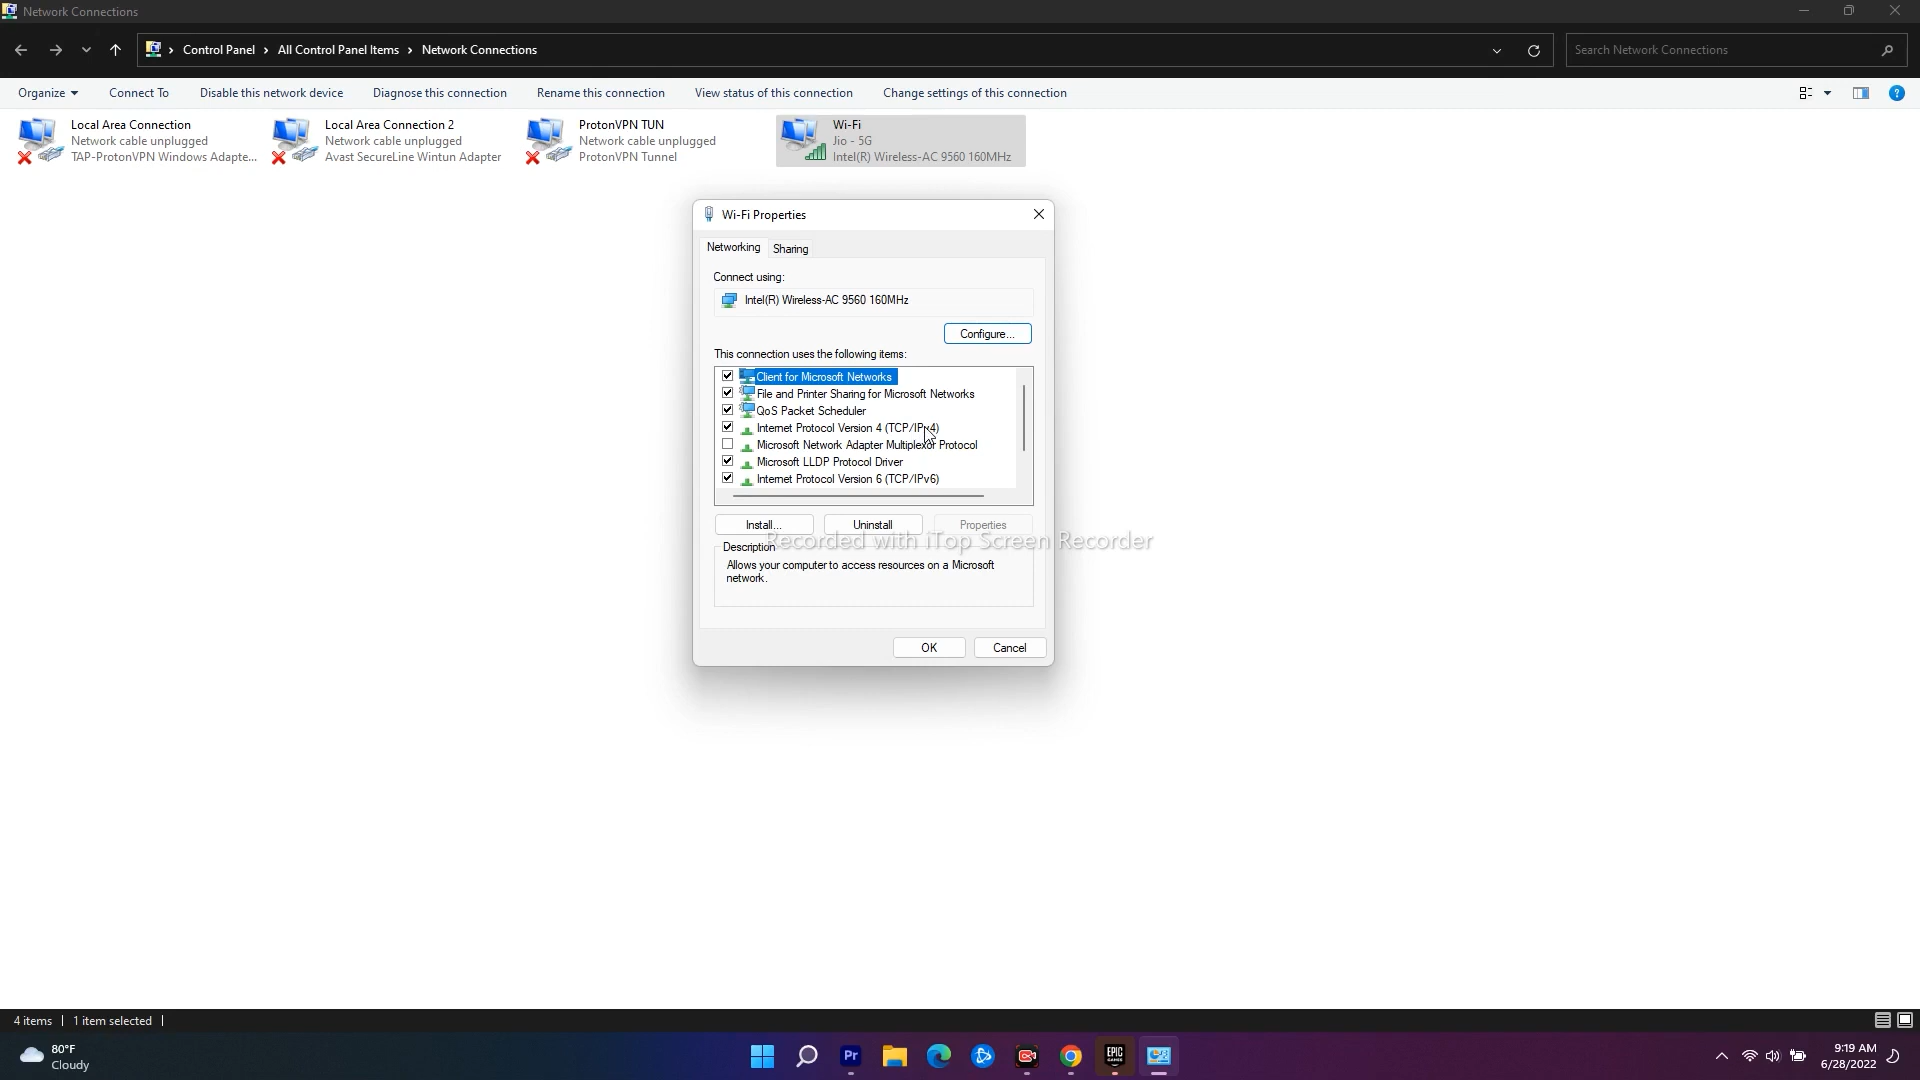 Network Connections
Control Panel > All Control Panel Items > Network Connections
Search Network Connections
Organize Connect To Disable this network device Diagnose this connection Rename this connection View status of this connection Change settings of this connection
Local Area Connection
Network cable unplugged
TAP-ProtonVPN Windows Adapte...
Local Area Connection 2
Network cable unplugged
Avast SecureLine Wintun Adapter
ProtonVPN TUN
Network cable unplugged
ProtonVPN Tunnel
Wi-Fi
Jio - 5G
Intel(R) Wireless-AC 9560 160MHz
Wi-Fi Properties
Networking Sharing
Connect using:
Intel(R) Wireless-AC 9560 160MHz
Configure...
This connection uses the following items:
Client for Microsoft Networks
File and Printer Sharing for Microsoft Networks
QoS Packet Scheduler
Internet Protocol Version 4 (TCP/IPv4)
Microsoft Network Adapter Multiplexor Protocol
Microsoft LLDP Protocol Driver
Internet Protocol Version 6 (TCP/IPv6)
Install... Uninstall Properties
Recorded with iTop Screen Recorder
Description
Allows your computer to access resources on a Microsoft
network.
OK Cancel
4 items 1 item selected
80°F
Cloudy
Pr
EPIC
GAMES
9:19 AM
6/28/2022